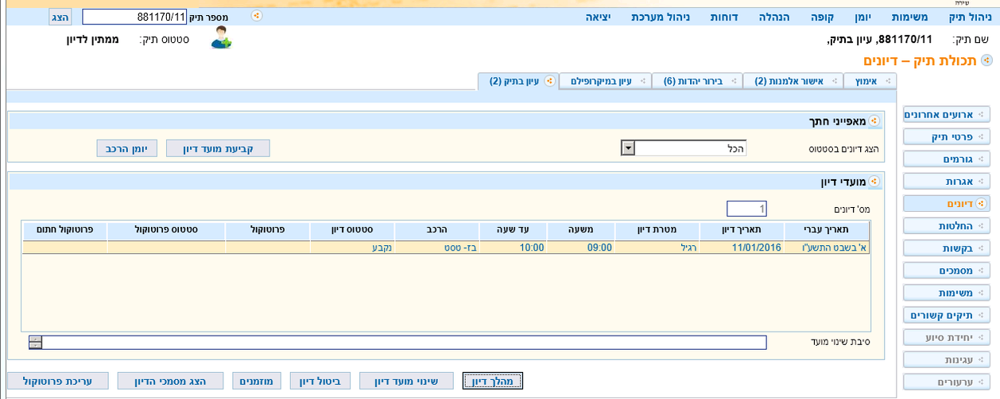 שירה
ניהול תיק משימות יומן קופה הנהלה דוחות ניהול מערכת יציאה
מספר תיק 881170/11 הצג
שם תיק: 881170/11, עיון בתיק,
סטטוס תיק: ממתין לדיון
תכולת תיק – דיונים
אימוץ
אישור אלמנות (2)
בירור יהדות (6)
עיון במיקרופילם
עיון בתיק (2)
ארועים אחרונים
פרטי תיק
גורמים
אגרות
דיונים
החלטות
בקשות
מסמכים
משימות
תיקים קשורים
יחידת סיוע
עגינות
ערעורים
מאפייני חתך
הצג דיונים בסטטוס הכל קביעת מועד דיון יומן הרכב
מועדי דיון
מס' דיונים 1
תאריך עברי תאריך דיון מטרת דיון משעה עד שעה הרכב סטטוס דיון פרוטוקול סטטוס פרוטוקול פרוטוקול חתום
א' בשבט התשע"ו 11/01/2016 רגיל 09:00 10:00 בז- טסט נקבע
סיבת שינוי מועד
מהלך דיון שינוי מועד דיון ביטול דיון מוזמנים הצג מסמכי הדיון עריכת פרוטוקול